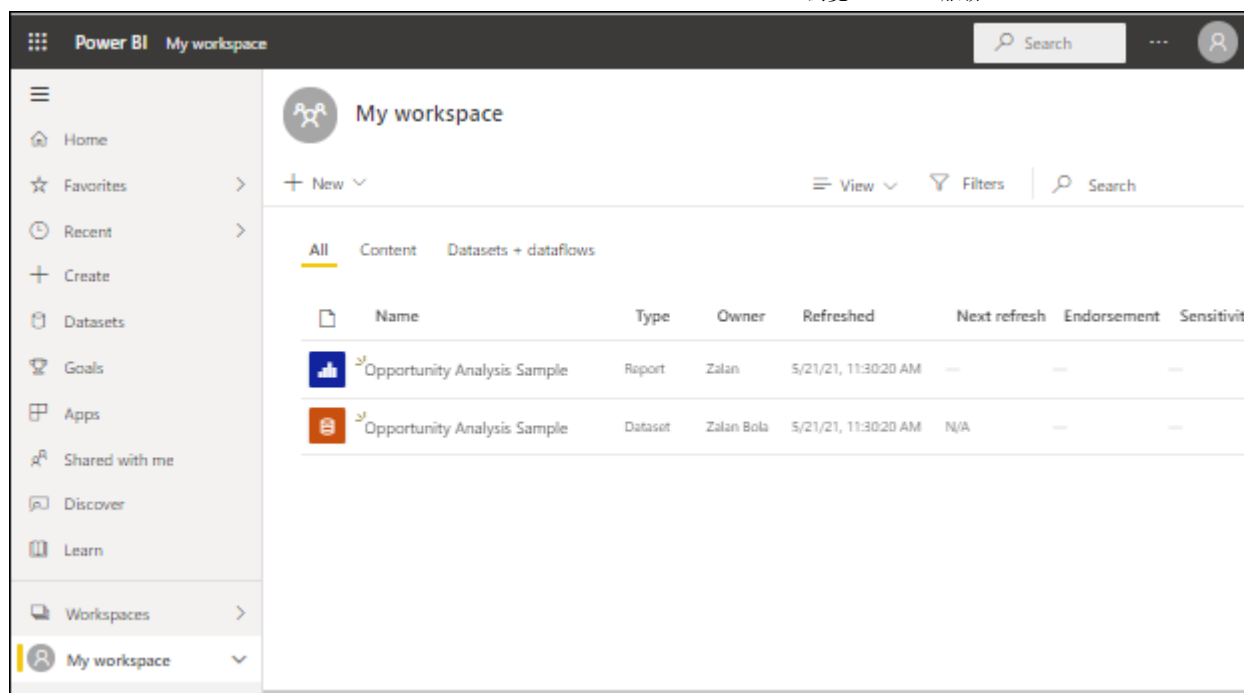 Power BI My workspace Search ...
My workspace
Home
Favorites
Recent
Create
Datasets
Goals
Apps
Shared with me
Discover
Learn
Workspaces
My workspace
New View Filters Search
All Content Datasets + dataflows
Name Type Owner Refreshed Next refresh Endorsement Sensitivit
Opportunity Analysis Sample Report Zalan 5/21/21, 11:30:20 AM — — —
Opportunity Analysis Sample Dataset Zalan Bola 5/21/21, 11:30:20 AM N/A — —